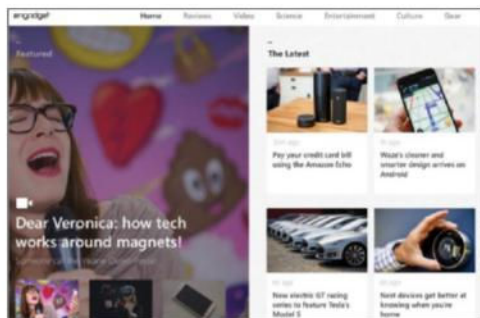 engadget
Home Reviews Video Science Entertainment Culture Gear
Featured
The Latest
Pay your credit card bill
using the Amazon Echo
Waze's cleaner and
smarter design arrives on
Android
Dear Veronica: how tech
works around magnets!
New electric GT racing
series to feature Tesla's
Model S
Nest devices get better at
knowing when you're
home